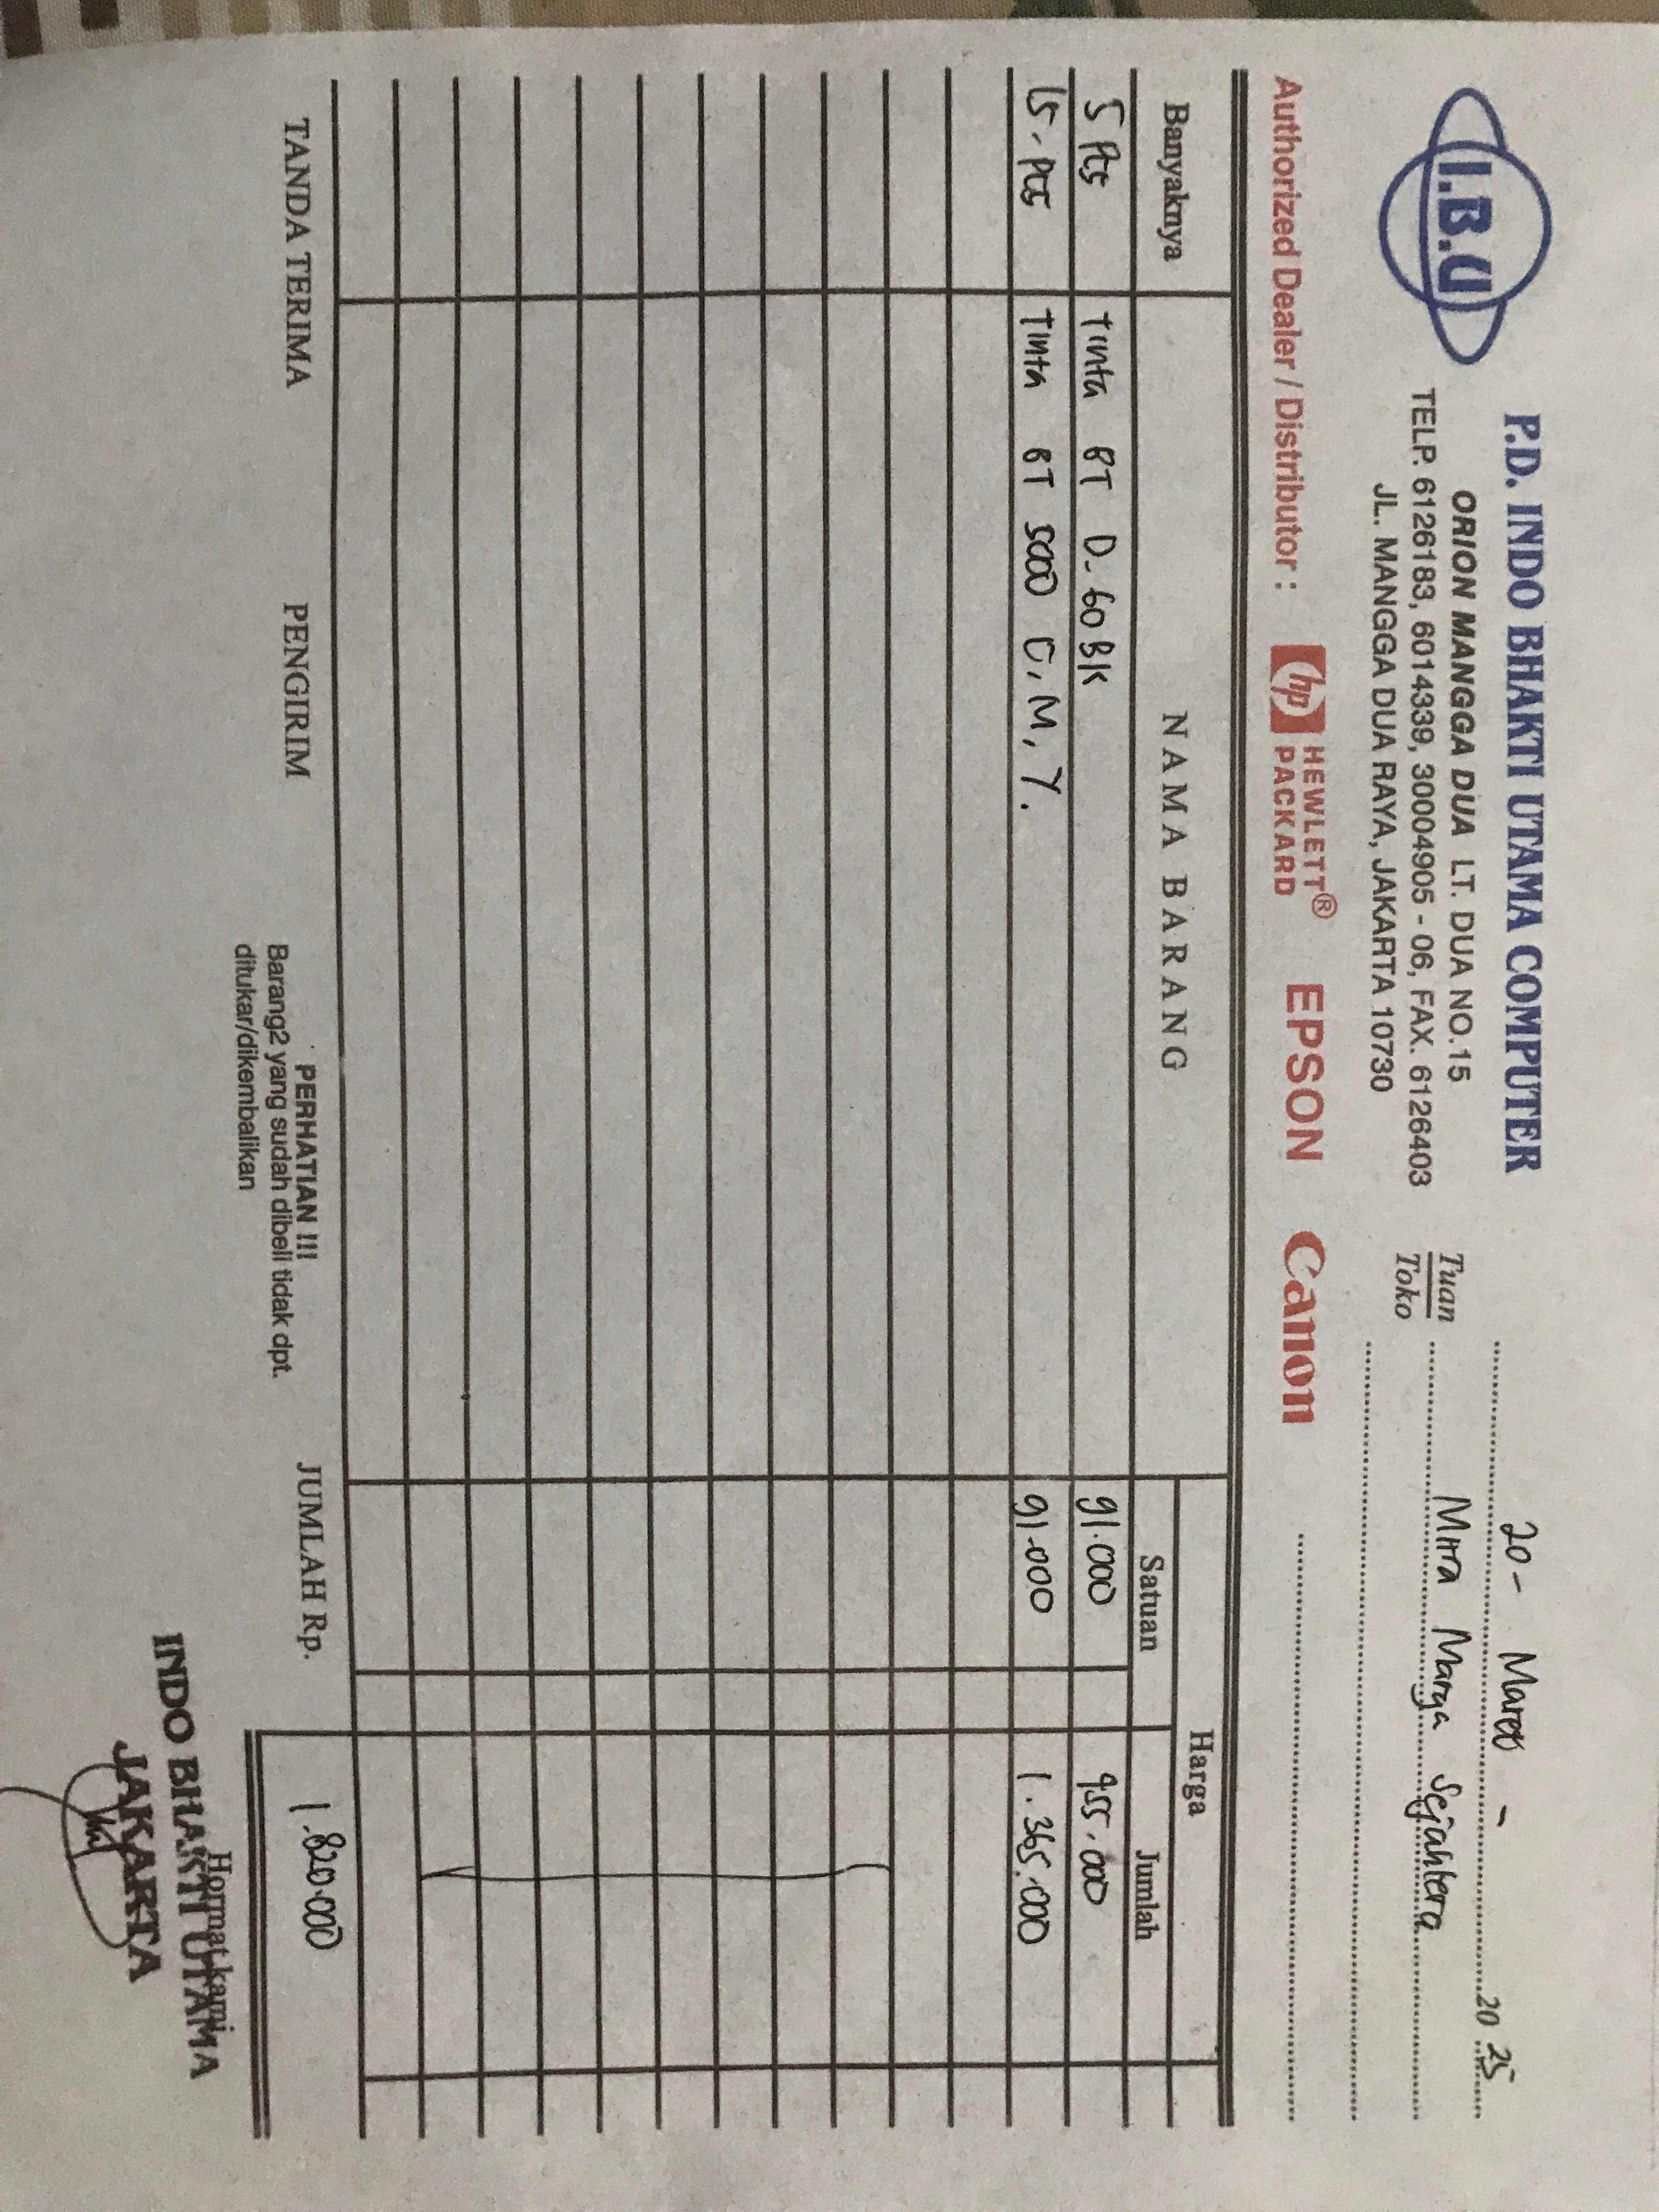 I.B.U
P.D. INDO BHAKTI UTAMA COMPUTER
ORION MANGGA DUA LT. DUA NO.15
TELP. 6126183, 6014339, 30004905 - 06, FAX. 6126403
JL. MANGGA DUA RAYA, JAKARTA 10730
20 - Maret - 2025
Tuan
Toko
Mitra Marga Sejahtera
Authorized Dealer / Distributor : hp HEWLETT® PACKARD EPSON Canon
Banyaknya NAMA BARANG Harga
Satuan Jumlah
5 Pcs Tinta BT D-60 BK 91.000 455.000
15 - Pcs Tinta BT 5000 C, M, Y. 91.000 1.365.000
TANDA TERIMA PENGIRIM JUMLAH Rp. 1.820.000
PERHATIAN !!!
Barang2 yang sudah dibeli tidak dpt.
ditukar/dikembalikan
Hormat kami
INDO BHAKTI UTAMA
JAKARTA